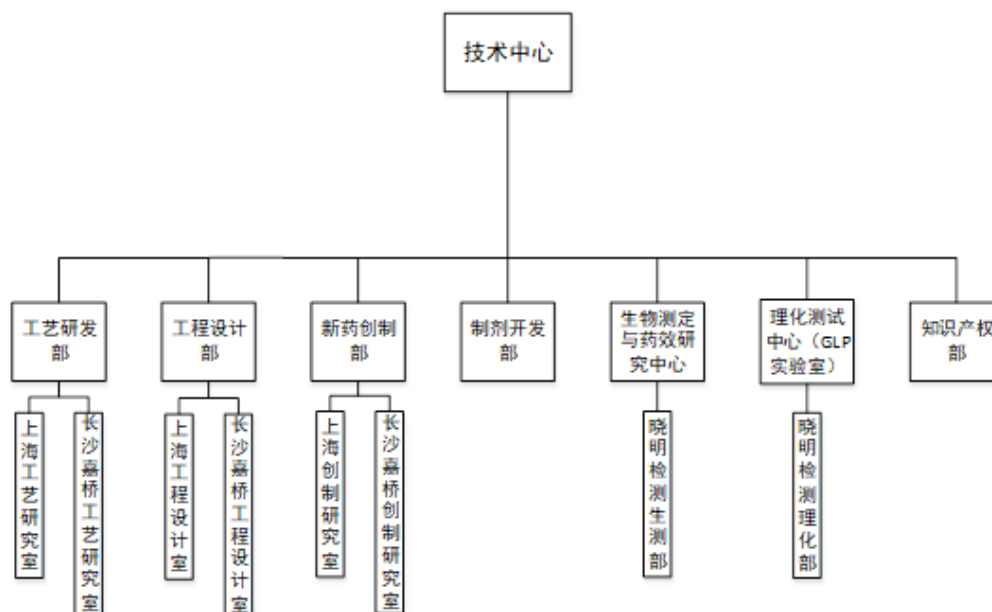 技术中心
工艺研发
部
工程设计
部
新药创制
部
制剂开发
部
生物测定
与药效研
究中心
理化测试
中心（GLP
实验室）
知识产权
部
上海工艺研究室
长沙嘉桥工艺研究室
上海工程设计室
长沙嘉桥工程设计室
上海创制研究室
长沙嘉桥创制研究室
晓明检测生测部
晓明检测理化部